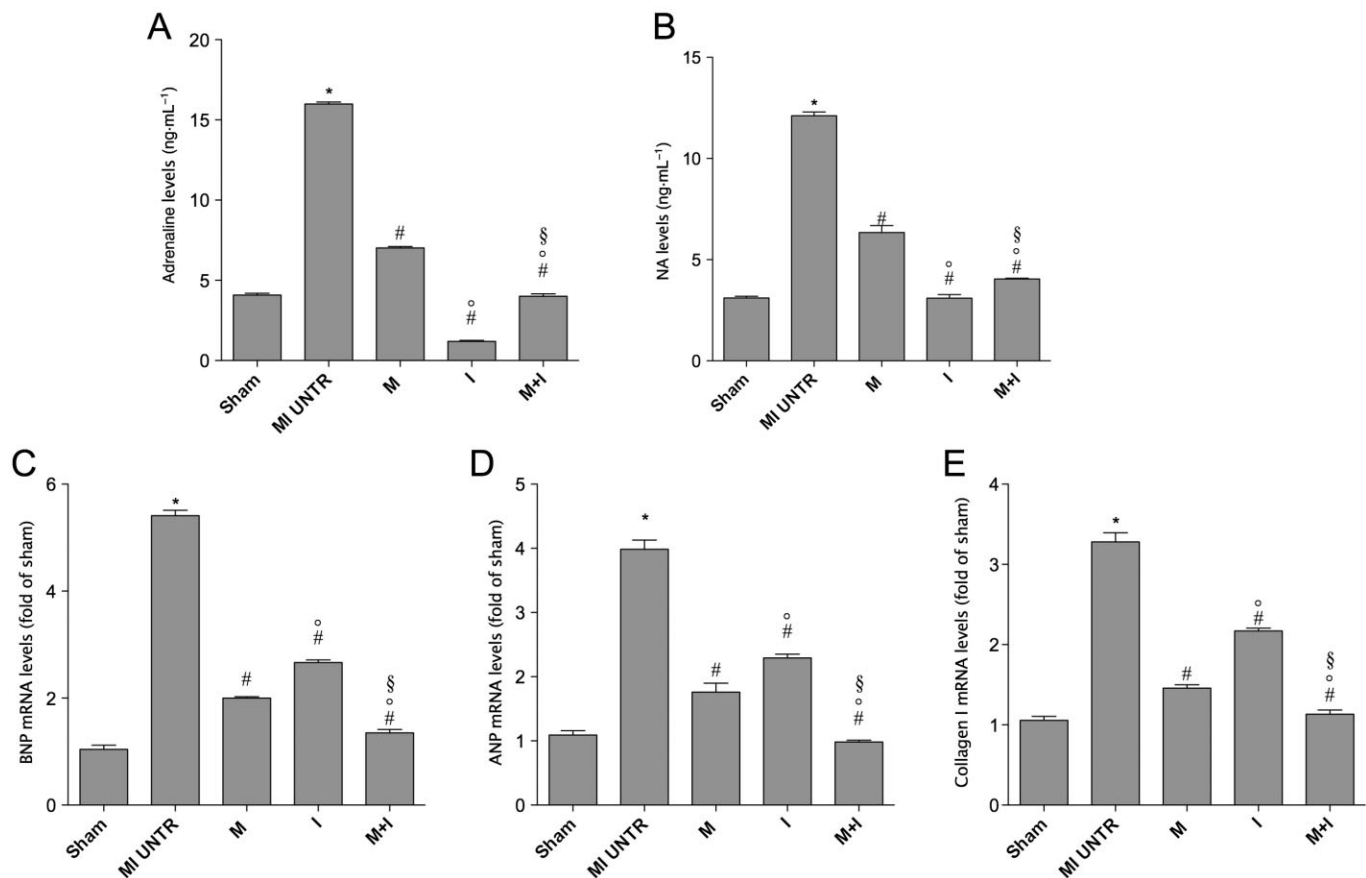 A
Adrenaline levels (ng·mL⁻¹)
20
15
10
5
0
*
#
°
#
§
°
#
Sham
MI UNTR
M
I
M+I
B
NA levels (ng·mL⁻¹)
15
10
5
0
*
#
°
#
§
°
#
Sham
MI UNTR
M
I
M+I
C
BNP mRNA levels (fold of sham)
6
4
2
0
*
#
°
#
§
°
#
Sham
MI UNTR
M
I
M+I
D
ANP mRNA levels (fold of sham)
5
4
3
2
1
0
*
#
°
#
§
°
#
Sham
MI UNTR
M
I
M+I
E
Collagen I mRNA levels (fold of sham)
4
3
2
1
0
*
#
°
#
§
°
#
Sham
MI UNTR
M
I
M+I